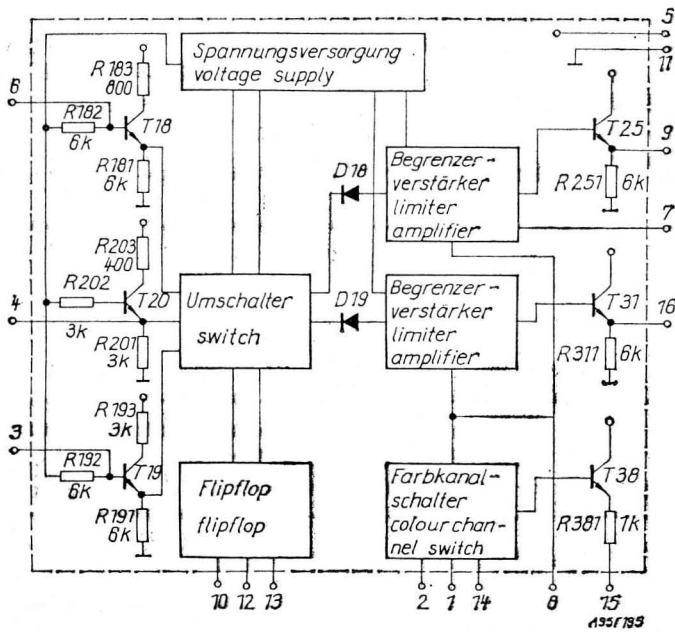 5
11
Spannungsversorgung
voltage supply
R183
800
6
R182
6k
T18
R181
6k
T25
9
R251
6k
D18
Begrenzer-
verstärker
limiter
amplifier
7
R203
400
R202
3k
T20
4
R201
3k
Umschalter
switch
D19
Begrenzer-
verstärker
limiter
amplifier
T31
16
R311
6k
R193
3k
3
R192
6k
T19
R191
6k
Flipflop
flipflop
Farbkanal-
schalter
colour chan-
nel switch
T38
R381
1k
10
12
13
2
1
14
8
15